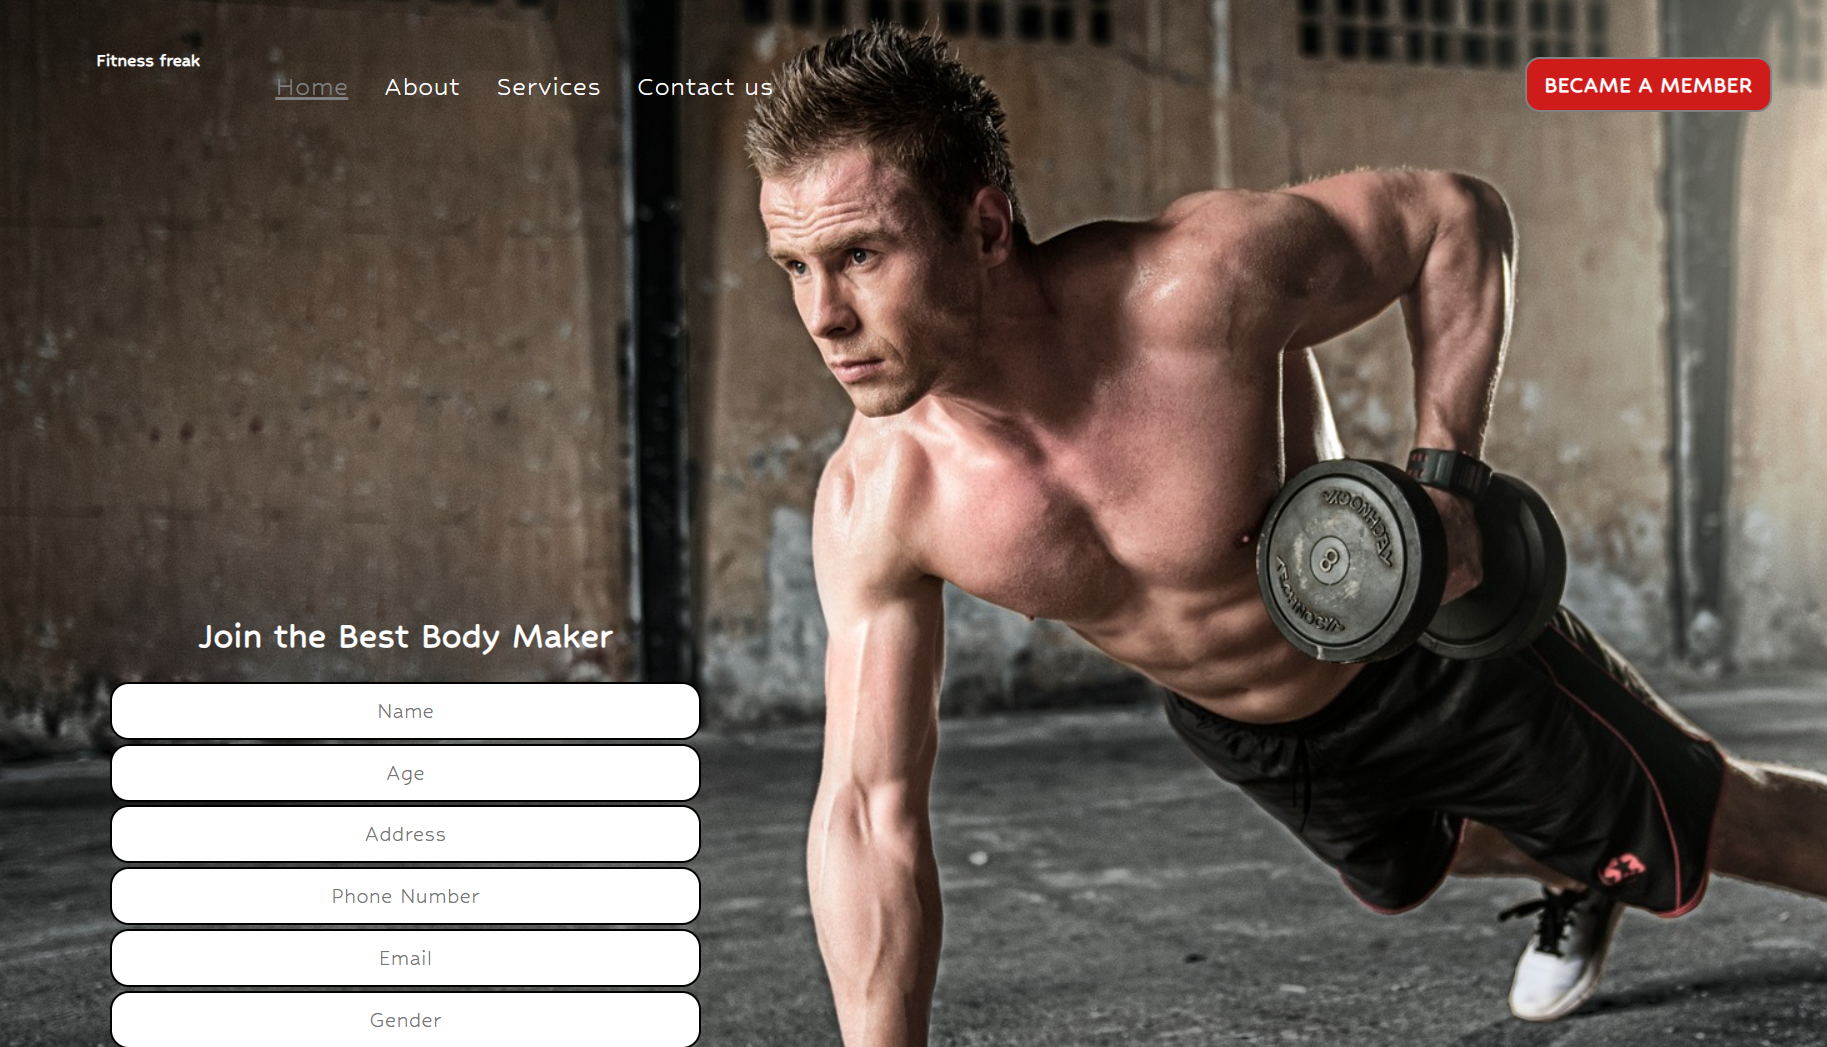 Fitness freak
Home
About
Services
Contact us
BECAME A MEMBER
Join the Best Body Maker
Name
Age
Address
Phone Number
Email
Gender
8
TECHNOGYM